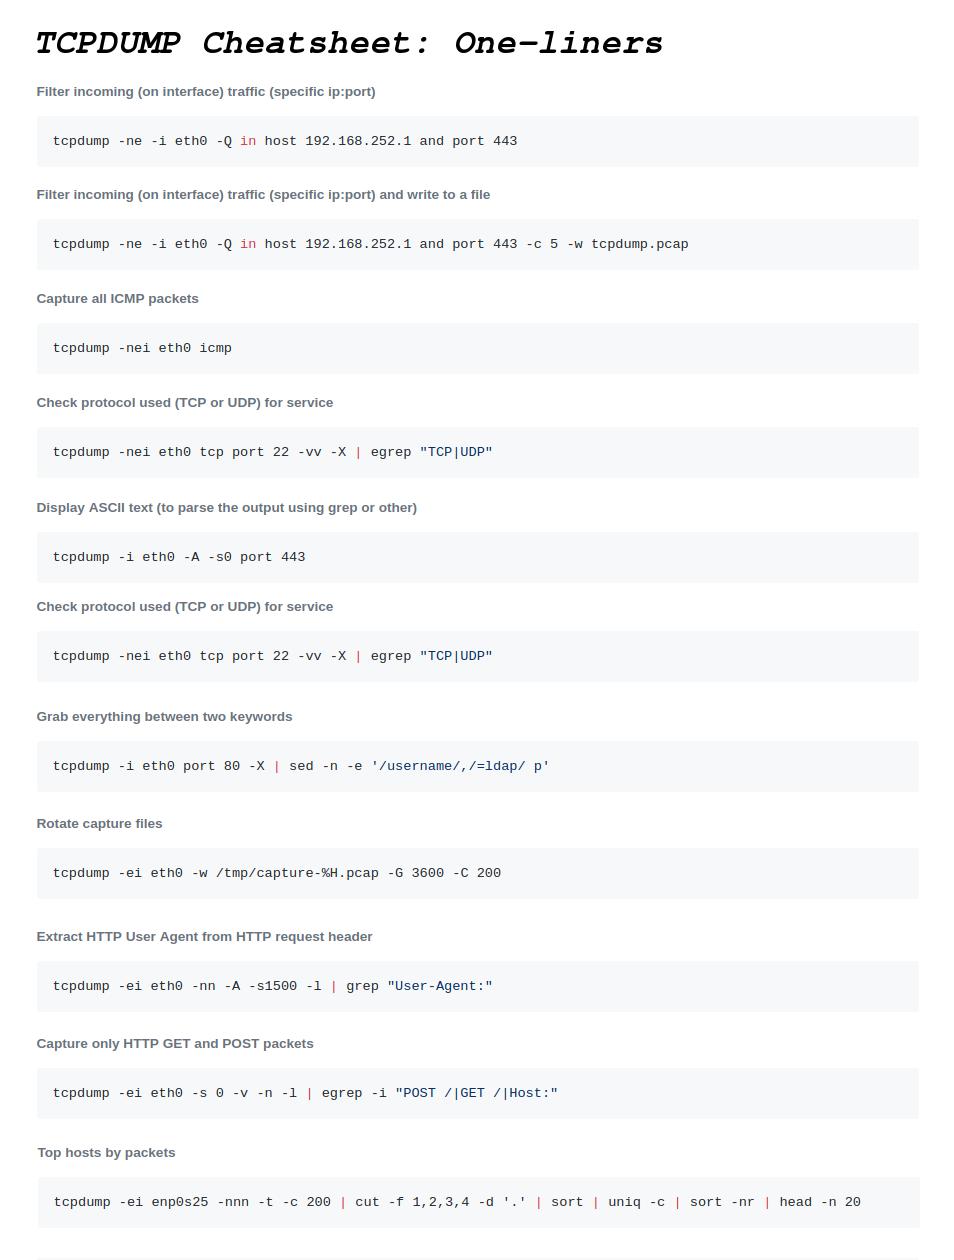 TCPDUMP Cheatsheet: One-liners
Filter incoming (on interface) traffic (specific ip:port)
tcpdump -ne -i eth0 -Q in host 192.168.252.1 and port 443
Filter incoming (on interface) traffic (specific ip:port) and write to a file
tcpdump -ne -i eth0 -Q in host 192.168.252.1 and port 443 -c 5 -w tcpdump.pcap
Capture all ICMP packets
tcpdump -nei eth0 icmp
Check protocol used (TCP or UDP) for service
tcpdump -nei eth0 tcp port 22 -vv -X | egrep "TCP|UDP"
Display ASCII text (to parse the output using grep or other)
tcpdump -i eth0 -A -s0 port 443
Check protocol used (TCP or UDP) for service
tcpdump -nei eth0 tcp port 22 -vv -X | egrep "TCP|UDP"
Grab everything between two keywords
tcpdump -i eth0 port 80 -X | sed -n -e '/username/,/=ldap/ p'
Rotate capture files
tcpdump -ei eth0 -w /tmp/capture-%H.pcap -G 3600 -C 200
Extract HTTP User Agent from HTTP request header
tcpdump -ei eth0 -nn -A -s1500 -l | grep "User-Agent:"
Capture only HTTP GET and POST packets
tcpdump -ei eth0 -s 0 -v -n -l | egrep -i "POST /|GET /|Host:"
Top hosts by packets
tcpdump -ei enp0s25 -nnn -t -c 200 | cut -f 1,2,3,4 -d '.' | sort | uniq -c | sort -nr | head -n 20